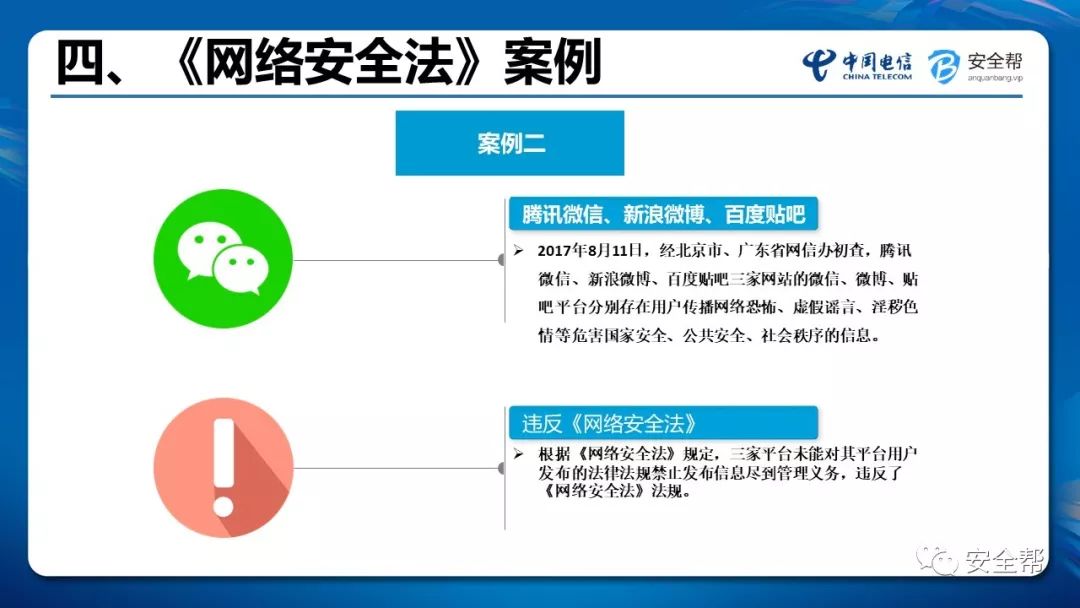 四、《网络安全法》案例
中国电信
CHINA TELECOM
安全帮
anquanbang.vip
案例二
腾讯微信、新浪微博、百度贴吧
➢ 2017年8月11日，经北京市、广东省网信办初查，腾讯
微信、新浪微博、百度贴吧三家网站的微信、微博、贴
吧平台分别存在用户传播网络恐怖、虚假谣言、淫秽色
情等危害国家安全、公共安全、社会秩序的信息。
违反《网络安全法》
➢ 根据《网络安全法》规定，三家平台未能对其平台用户
发布的法律法规禁止发布信息尽到管理义务，违反了
《网络安全法》法规。
安全帮